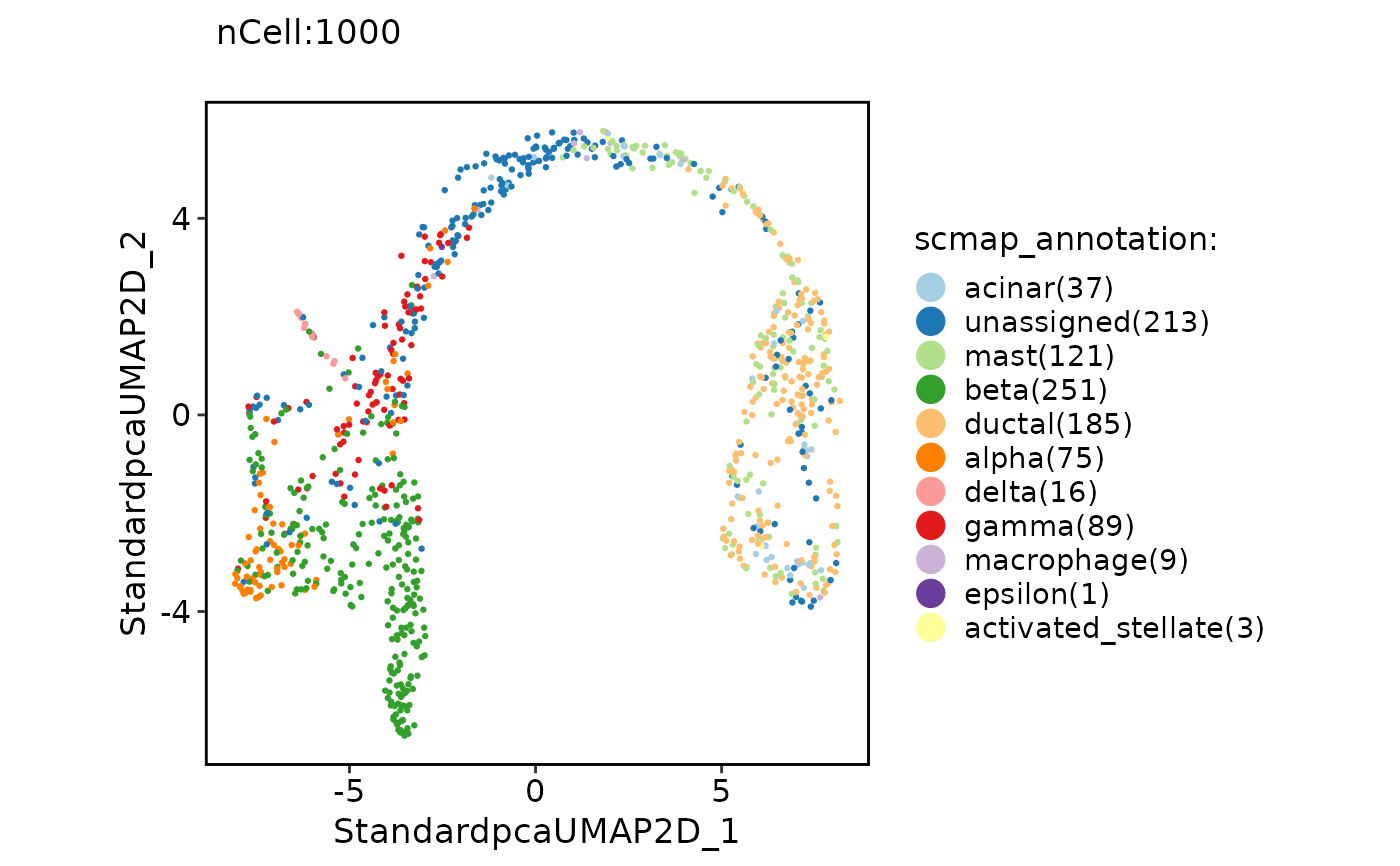 nCell:1000
StandardpcaUMAP2D_2
4
0
-4
-5
0
5
StandardpcaUMAP2D_1
scmap_annotation:
acinar(37)
unassigned(213)
mast(121)
beta(251)
ductal(185)
alpha(75)
delta(16)
gamma(89)
macrophage(9)
epsilon(1)
activated_stellate(3)